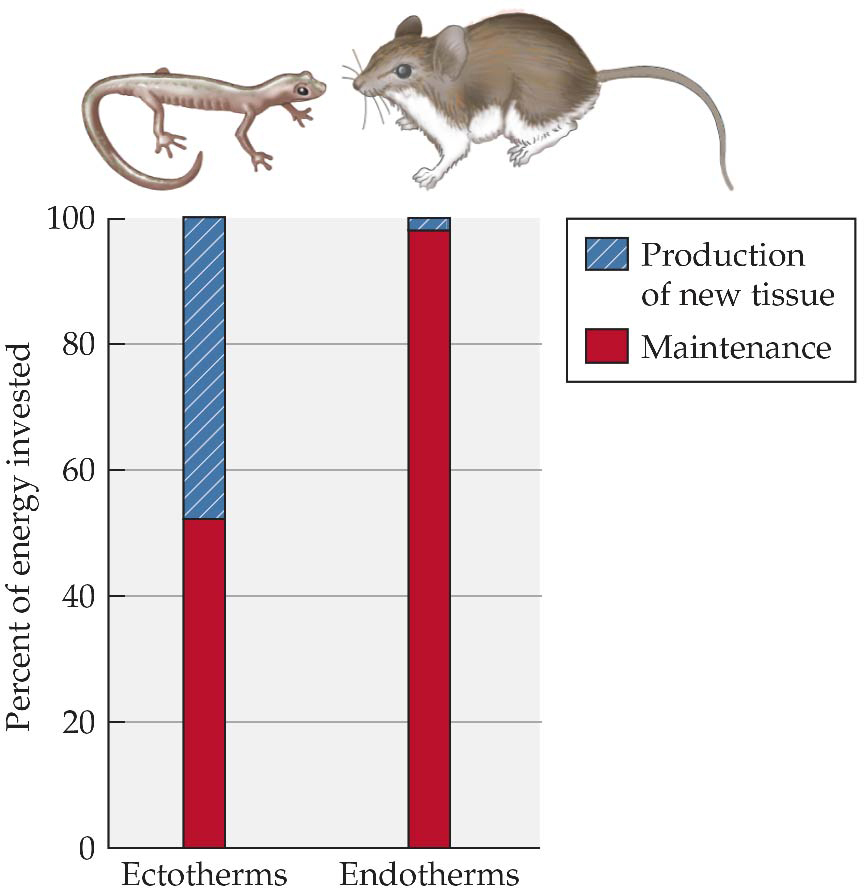 100
80
60
40
20
0
Percent of energy invested
Ectotherms
Endotherms
Production
of new tissue
Maintenance